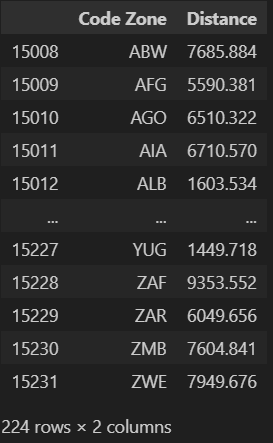 Code Zone Distance
15008 ABW 7685.884
15009 AFG 5590.381
15010 AGO 6510.322
15011 AIA 6710.570
15012 ALB 1603.534
... ... ...
15227 YUG 1449.718
15228 ZAF 9353.552
15229 ZAR 6049.656
15230 ZMB 7604.841
15231 ZWE 7949.676
224 rows × 2 columns